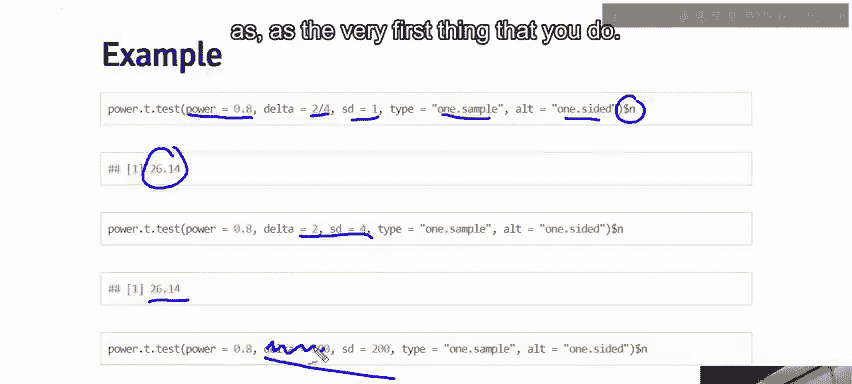 as, as the very first thing that you do.
Example
power.t.test(power = 0.8, delta = 2/4, sd = 1, type = "one.sample", alt = "one.sided")$n
## [1] 26.14
power.t.test(power = 0.8, delta = 2, sd = 4, type = "one.sample", alt = "one.sided")$n
## [1] 26.14
power.t.test(power = 0.8, sd = 200, type = "one.sample", alt = "one.sided")$n